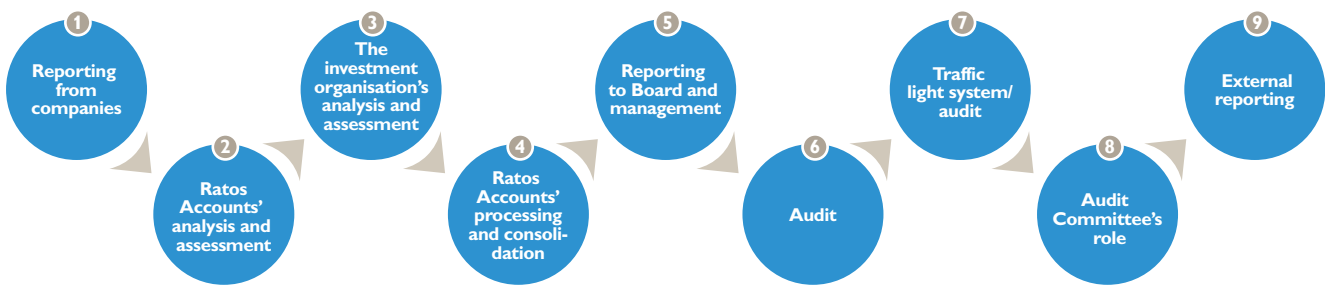 1
Reporting
from
companies
2
Ratos
Accounts’
analysis and
assessment
3
The
investment
organisation’s
analysis and
assessment
4
Ratos
Accounts’
processing
and consoli-
dation
5
Reporting
to Board and
management
6
Audit
7
Traffic
light system/
audit
8
Audit
Committee’s
role
9
External
reporting